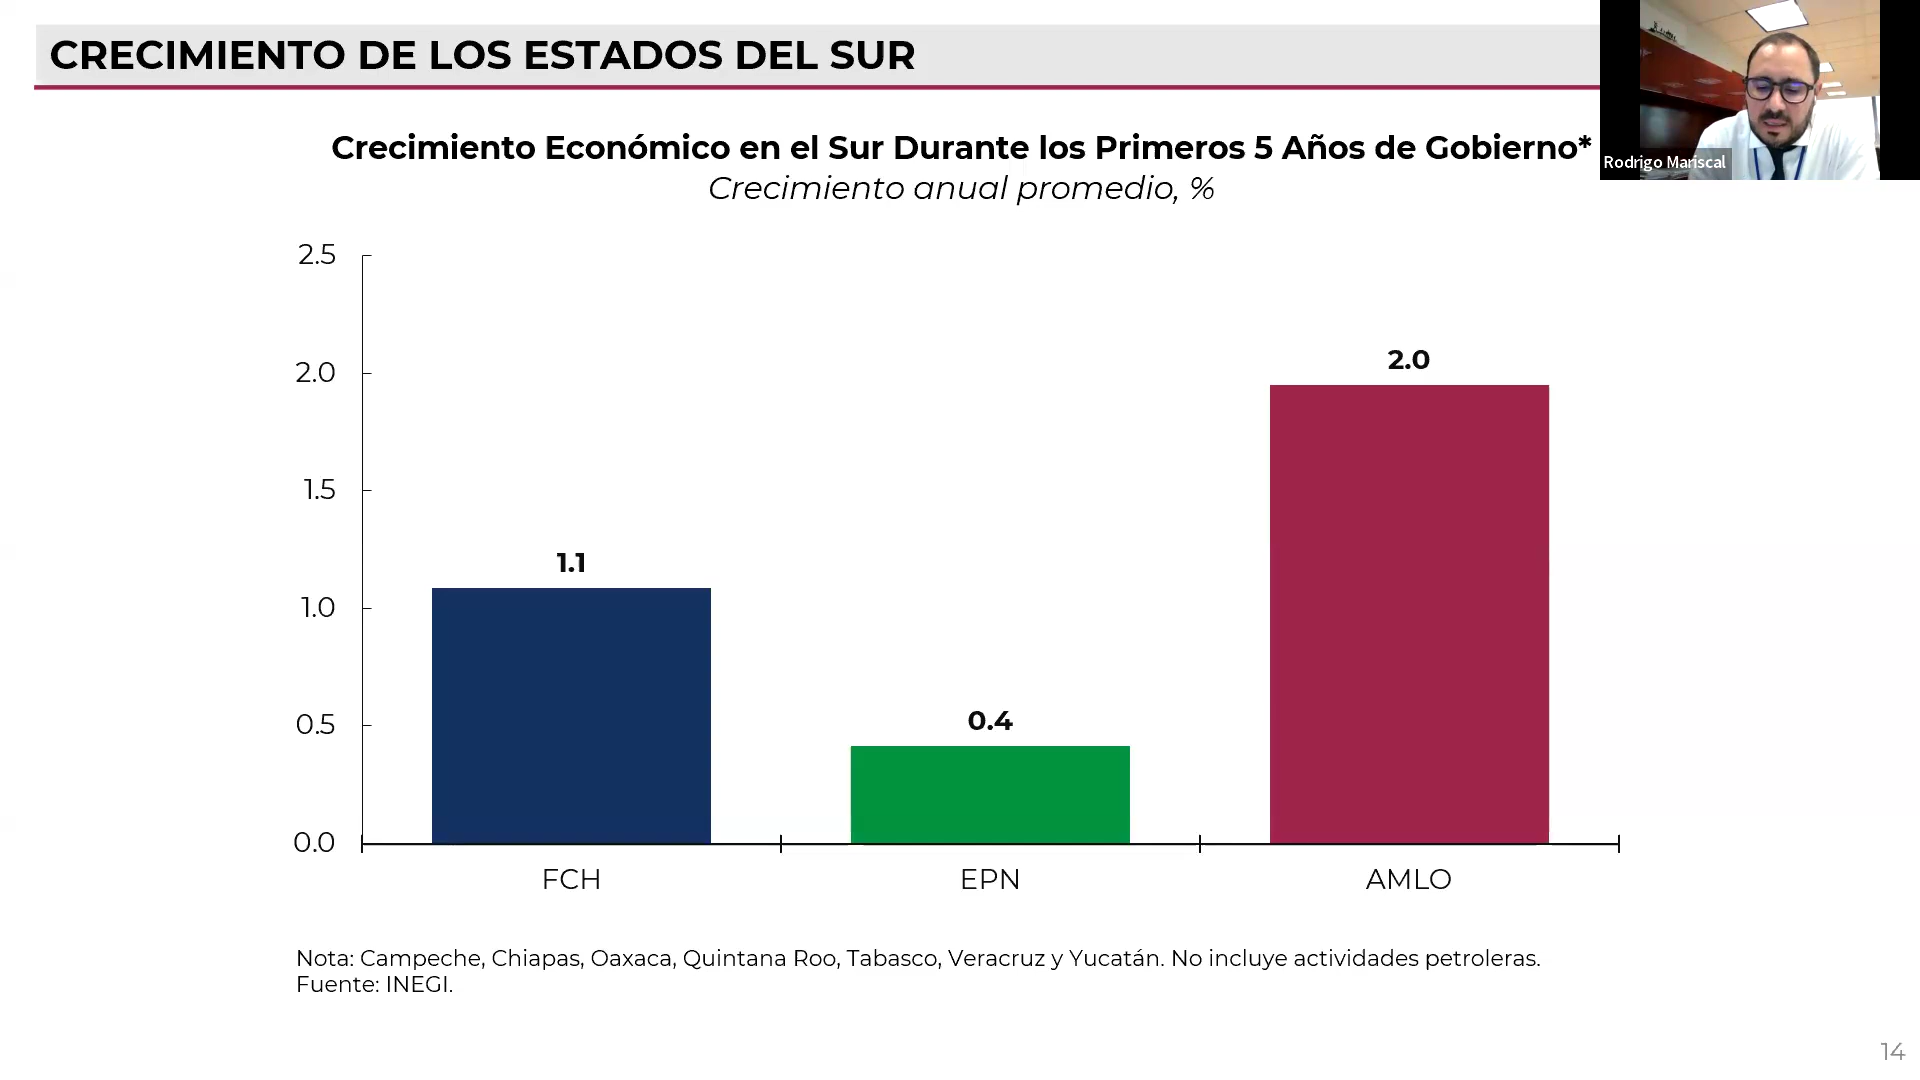 CRECIMIENTO DE LOS ESTADOS DEL SUR
Rodrigo Mariscal
Crecimiento Económico en el Sur Durante los Primeros 5 Años de Gobierno*
Crecimiento anual promedio, %
2.5
2.0
1.5
1.0
0.5
0.0
1.1
0.4
2.0
FCH
EPN
AMLO
Nota: Campeche, Chiapas, Oaxaca, Quintana Roo, Tabasco, Veracruz y Yucatán. No incluye actividades petroleras.
Fuente: INEGI.
14